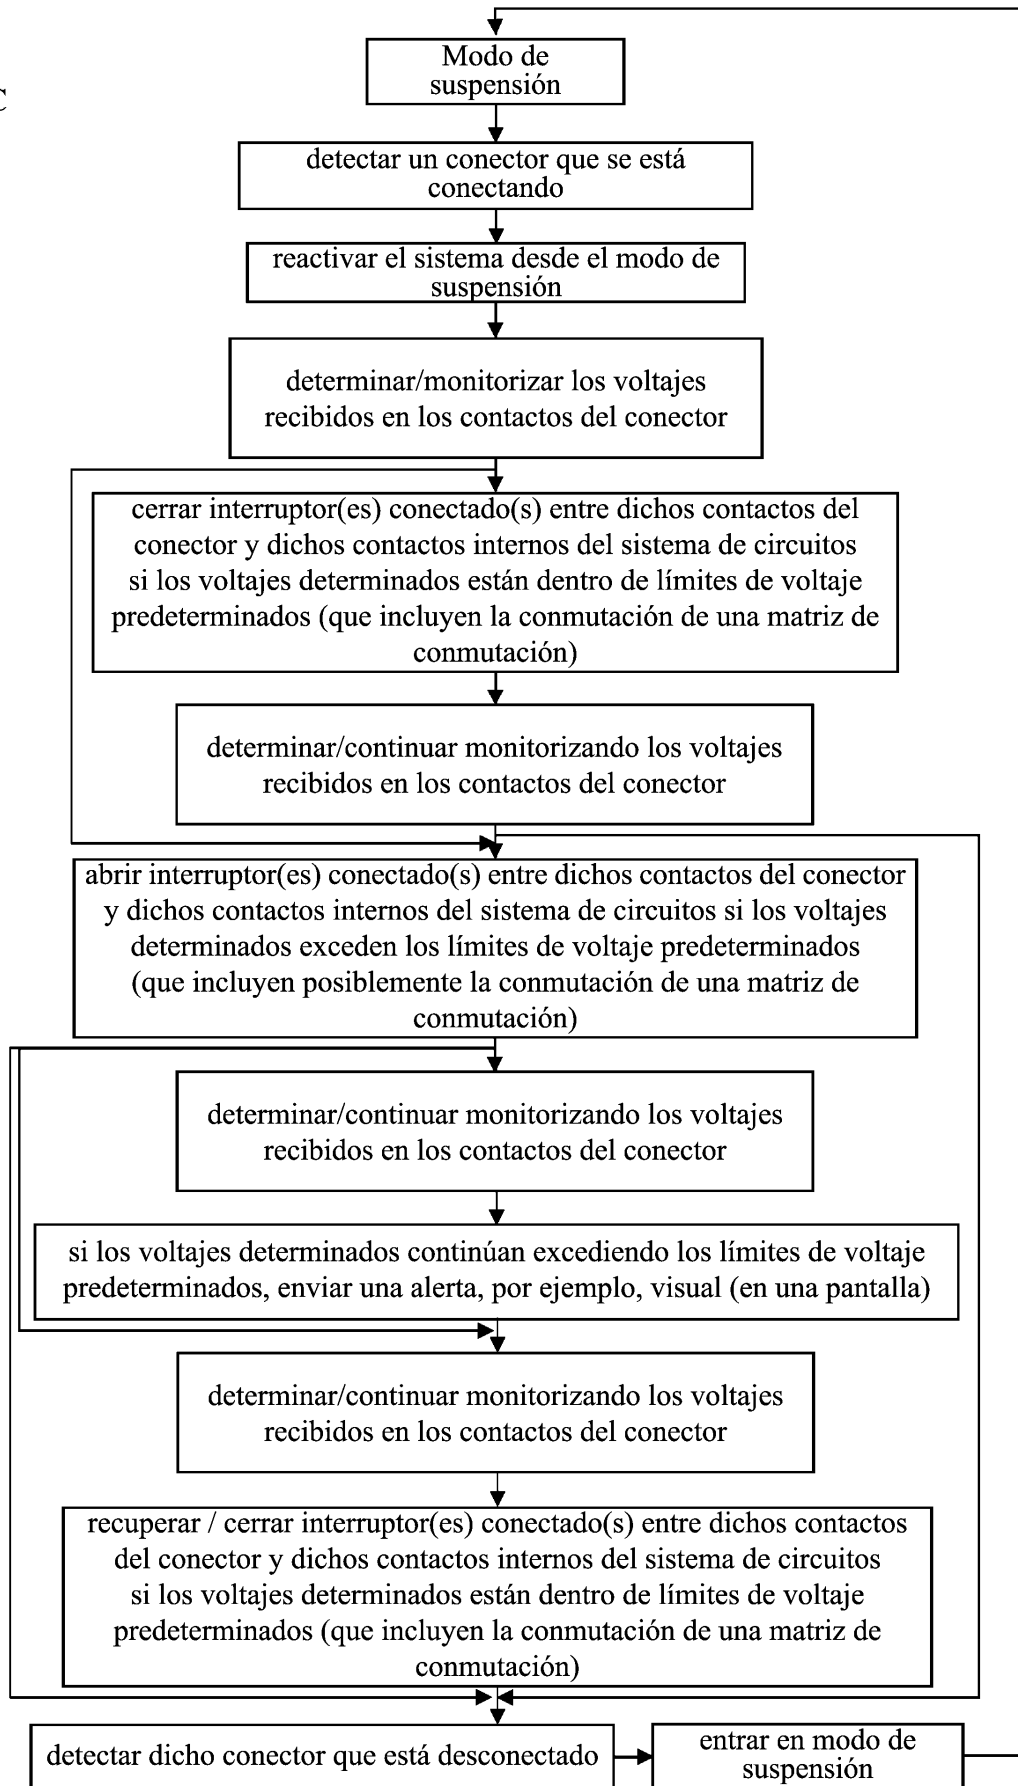 Modo de
suspensión
C
detectar un conector que se está
conectando
reactivar el sistema desde el modo de
suspensión
determinar/monitorizar los voltajes
recibidos en los contactos del conector
cerrar interruptor(es) conectado(s) entre dichos contactos del
conector y dichos contactos internos del sistema de circuitos
si los voltajes determinados están dentro de límites de voltaje
predeterminados (que incluyen la conmutación de una matriz de
conmutación)
determinar/continuar monitorizando los voltajes
recibidos en los contactos del conector
abrir interruptor(es) conectado(s) entre dichos contactos del conector
y dichos contactos internos del sistema de circuitos si los voltajes
determinados exceden los límites de voltaje predeterminados
(que incluyen posiblemente la conmutación de una matriz de
conmutación)
determinar/continuar monitorizando los voltajes
recibidos en los contactos del conector
si los voltajes determinados continúan excediendo los límites de voltaje
predeterminados, enviar una alerta, por ejemplo, visual (en una pantalla)
determinar/continuar monitorizando los voltajes
recibidos en los contactos del conector
recuperar / cerrar interruptor(es) conectado(s) entre dichos contactos
del conector y dichos contactos internos del sistema de circuitos
si los voltajes determinados están dentro de límites de voltaje
predeterminados (que incluyen la conmutación de una matriz de
conmutación)
detectar dicho conector que está desconectado
entrar en modo de
suspensión